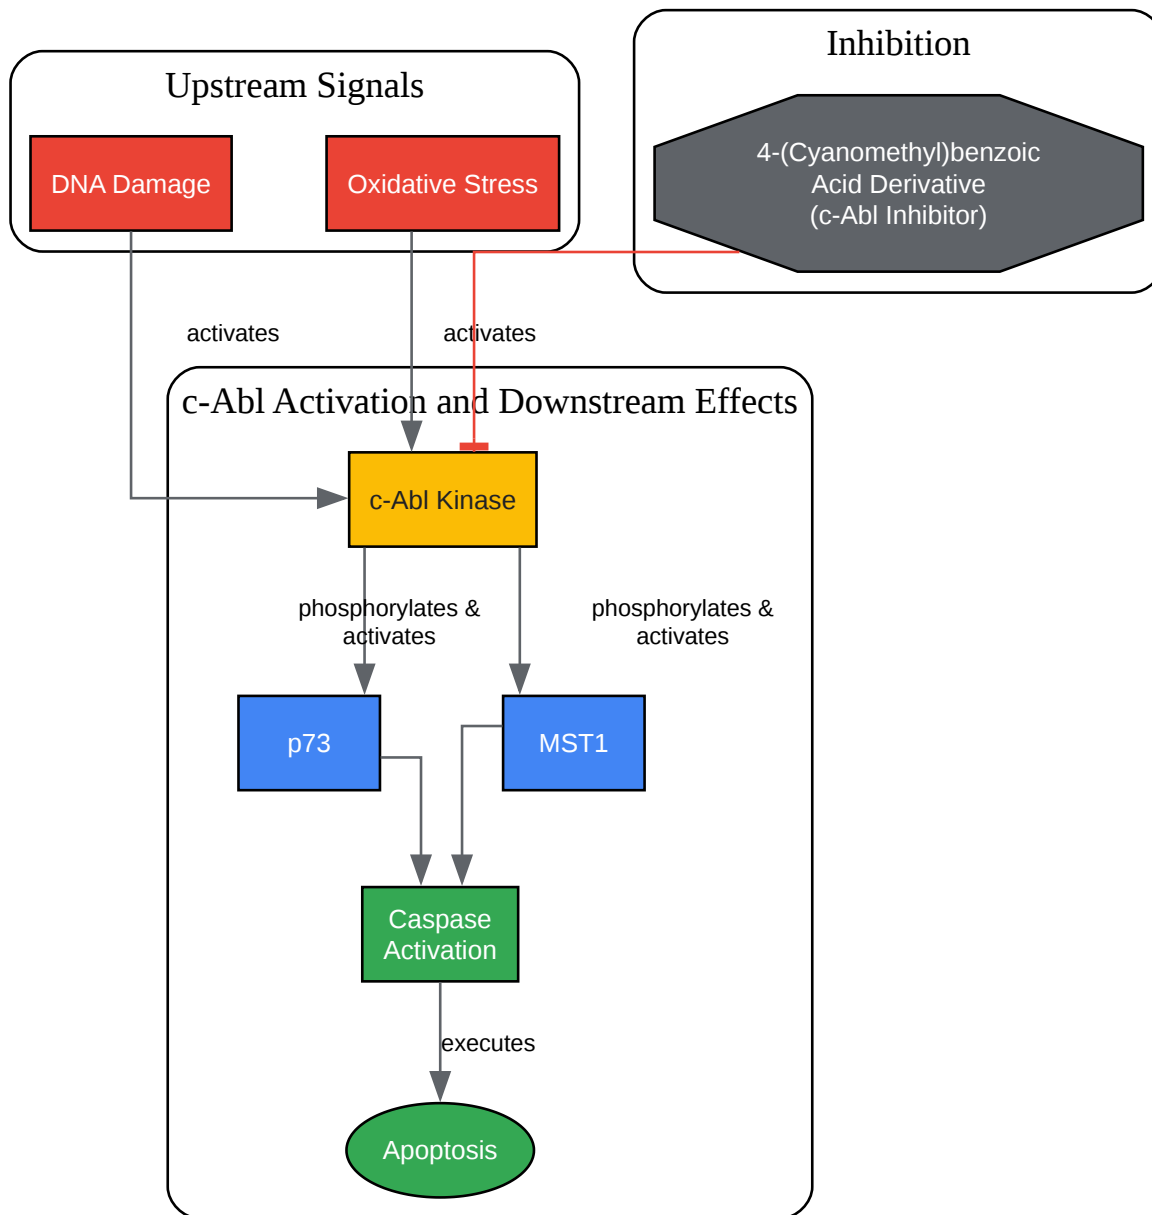 Inhibition
Upstream Signals
4-(Cyanomethyl)benzoic
Acid Derivative
(c-Abl Inhibitor)
DNA Damage
Oxidative Stress
activates
activates
c-Abl Activation and Downstream Effects
c-Abl Kinase
phosphorylates &
activates
phosphorylates &
activates
p73
MST1
Caspase
Activation
executes
Apoptosis